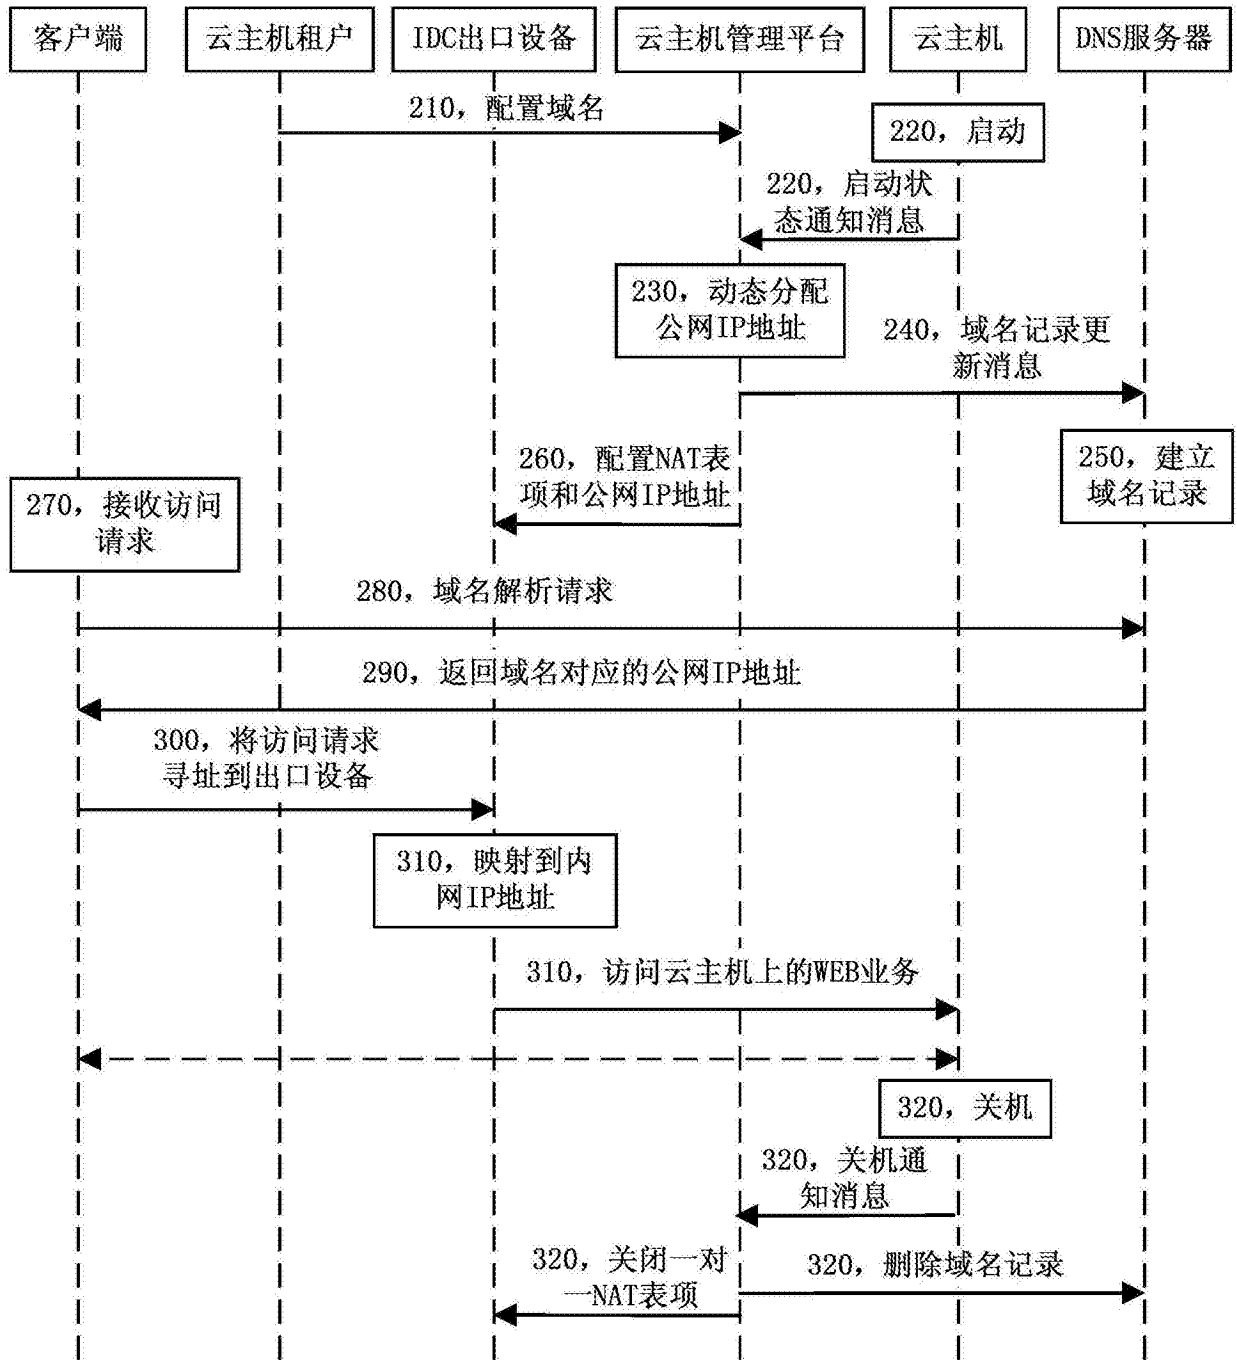 客户端
云主机租户
IDC出口设备
云主机管理平台
云主机
DNS服务器
210，配置域名
220，启动
220，启动状
态通知消息
230，动态分配
公网IP地址
240，域名记录更
新消息
250，建立
域名记录
260，配置NAT表
项和公网IP地址
270，接收访问
请求
280，域名解析请求
290，返回域名对应的公网IP地址
300，将访问请求
寻址到出口设备
310，映射到内
网IP地址
310，访问云主机上的WEB业务
320，关机
320，关机通
知消息
320，关闭一对
一NAT表项
320，删除域名记录